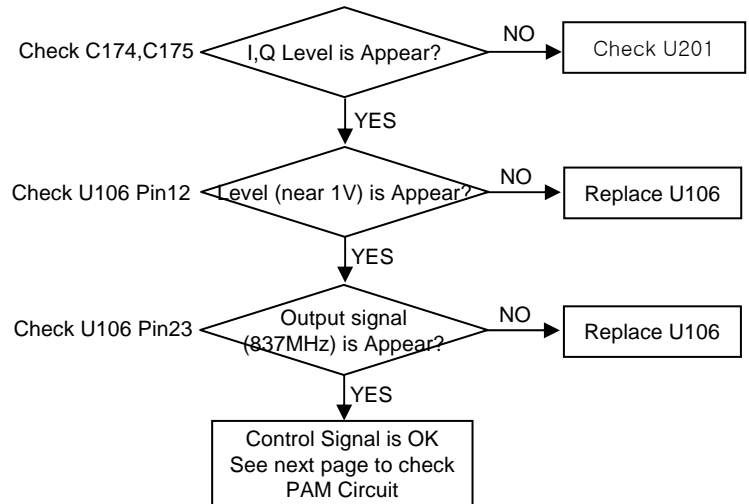 Check C174,C175
I,Q Level is Appear?
NO
Check U201
YES
Check U106 Pin12
Level (near 1V) is Appear?
NO
Replace U106
YES
Check U106 Pin23
Output signal
(837MHz) is Appear?
NO
Replace U106
YES
Control Signal is OK
See next page to check
PAM Circuit